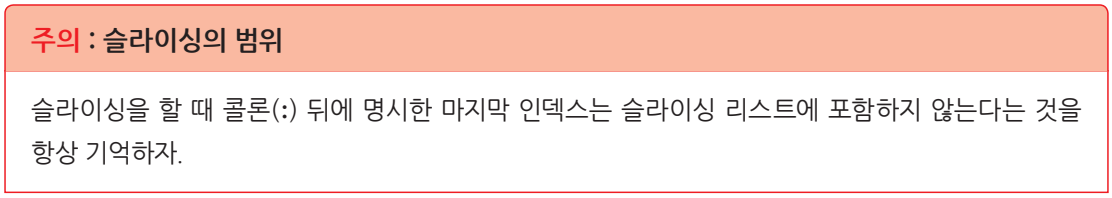 주의 : 슬라이싱의 범위
슬라이싱을 할 때 콜론(:) 뒤에 명시한 마지막 인덱스는 슬라이싱 리스트에 포함하지 않는다는 것을
항상 기억하자.